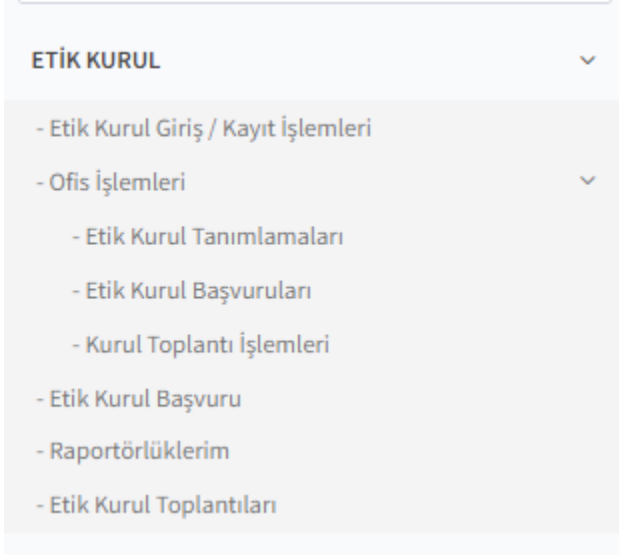 ETİK KURUL
- Etik Kurul Giriş / Kayıt İşlemleri
- Ofis İşlemleri
- Etik Kurul Tanımlamaları
- Etik Kurul Başvuruları
- Kurul Toplantı İşlemleri
- Etik Kurul Başvuru
- Raportörlüklerim
- Etik Kurul Toplantıları